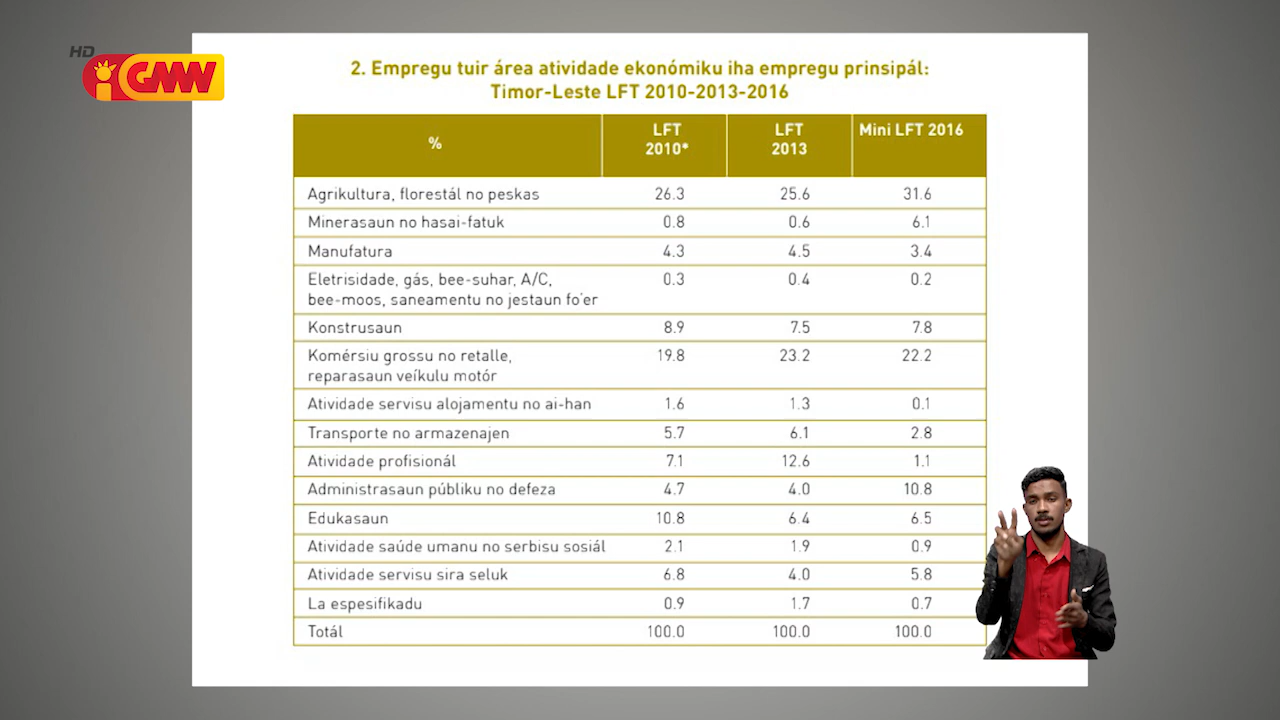 HD
GMN
2. Empregu tuir área atividade ekonómiku iha empregu prinsipál:
Timor-Leste LFT 2010-2013-2016
% LFT 2010* LFT 2013 Mini LFT 2016
Agrikultura, florestál no peskas 26.3 25.6 31.6
Minerasaun no hasai-fatuk 0.8 0.6 6.1
Manufatura 4.3 4.5 3.4
Eletrisidade, gás, bee-suhar, A/C, 0.3 0.4 0.2
bee-moos, saneamentu no jestaun fo'er
Konstrusaun 8.9 7.5 7.8
Komérsiu grossu no retalle, 19.8 23.2 22.2
reparasaun veíkulu motór
Atividade servisu alojamentu no ai-han 1.6 1.3 0.1
Transporte no armazenajen 5.7 6.1 2.8
Atividade profisionál 7.1 12.6 1.1
Administrasaun públiku no defeza 4.7 4.0 10.8
Edukasaun 10.8 6.4 6.5
Atividade saúde umanu no serbisu sosiál 2.1 1.9 0.9
Atividade servisu sira seluk 6.8 4.0 5.8
La espesifikadu 0.9 1.7 0.7
Totál 100.0 100.0 100.0